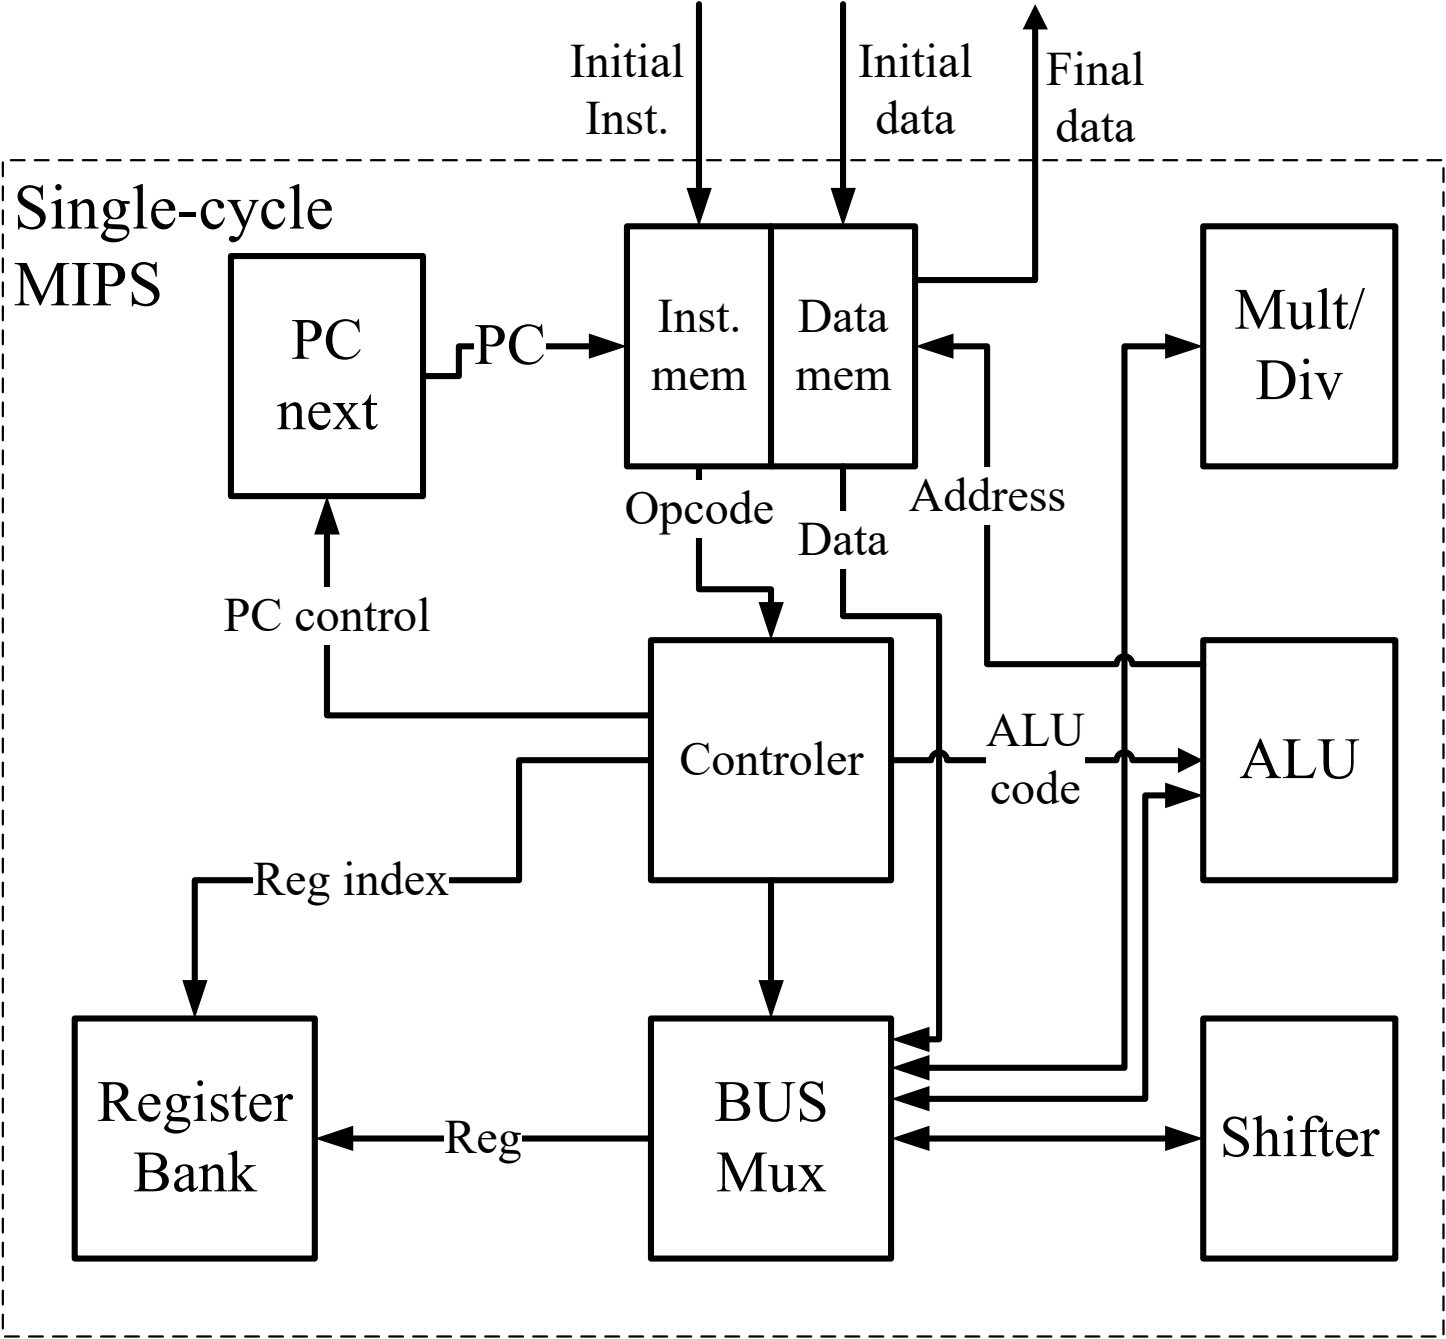 Initial
Inst.
Initial
data
Final
data
Single-cycle
MIPS
PC
next
PC
Inst.
mem
Data
mem
Mult/
Div
Opcode
Data
Address
PC control
Controler
ALU
code
ALU
Reg index
Register
Bank
Reg
BUS
Mux
Shifter